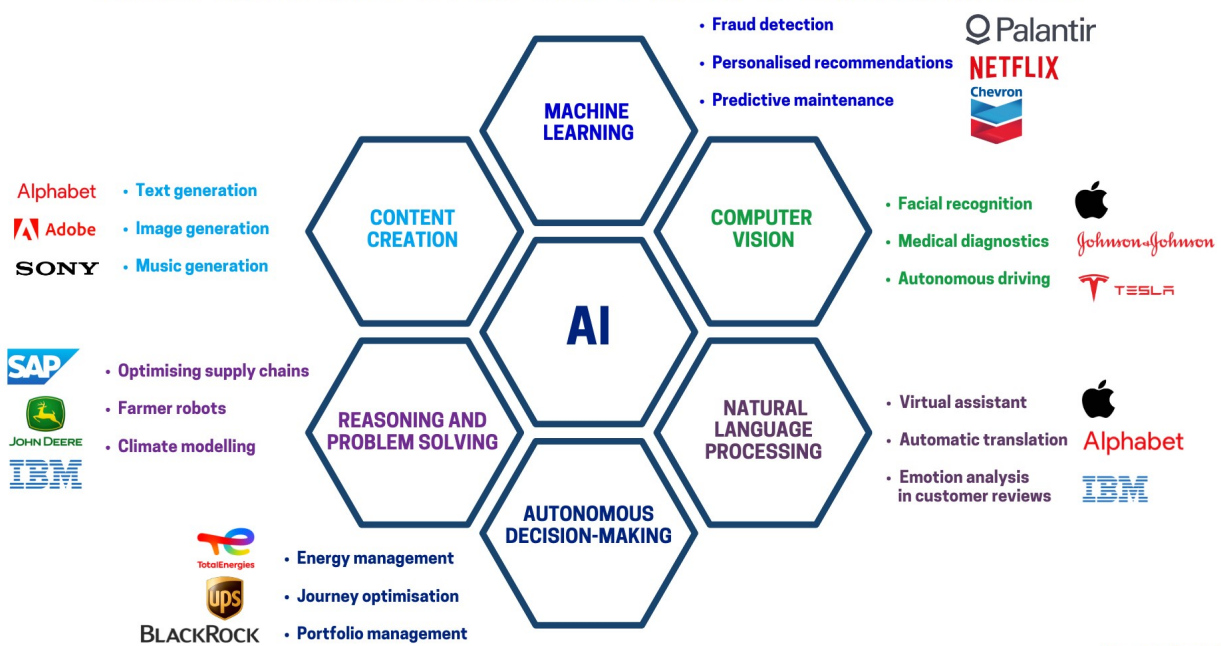 • Fraud detection
Palantir
• Personalised recommendations
NETFLIX
• Predictive maintenance
Chevron
MACHINE
LEARNING
Alphabet
• Text generation
Adobe
• Image generation
SONY
• Music generation
CONTENT
CREATION
COMPUTER
VISION
• Facial recognition
• Medical diagnostics
Johnson&Johnson
• Autonomous driving
TESLA
AI
SAP
• Optimising supply chains
• Farmer robots
JOHN DEERE
• Climate modelling
IBM
REASONING AND
PROBLEM SOLVING
NATURAL
LANGUAGE
PROCESSING
• Virtual assistant
• Automatic translation
Alphabet
• Emotion analysis
in customer reviews
IBM
AUTONOMOUS
DECISION-MAKING
TotalEnergies
• Energy management
ups
• Journey optimisation
BLACKROCK
• Portfolio management